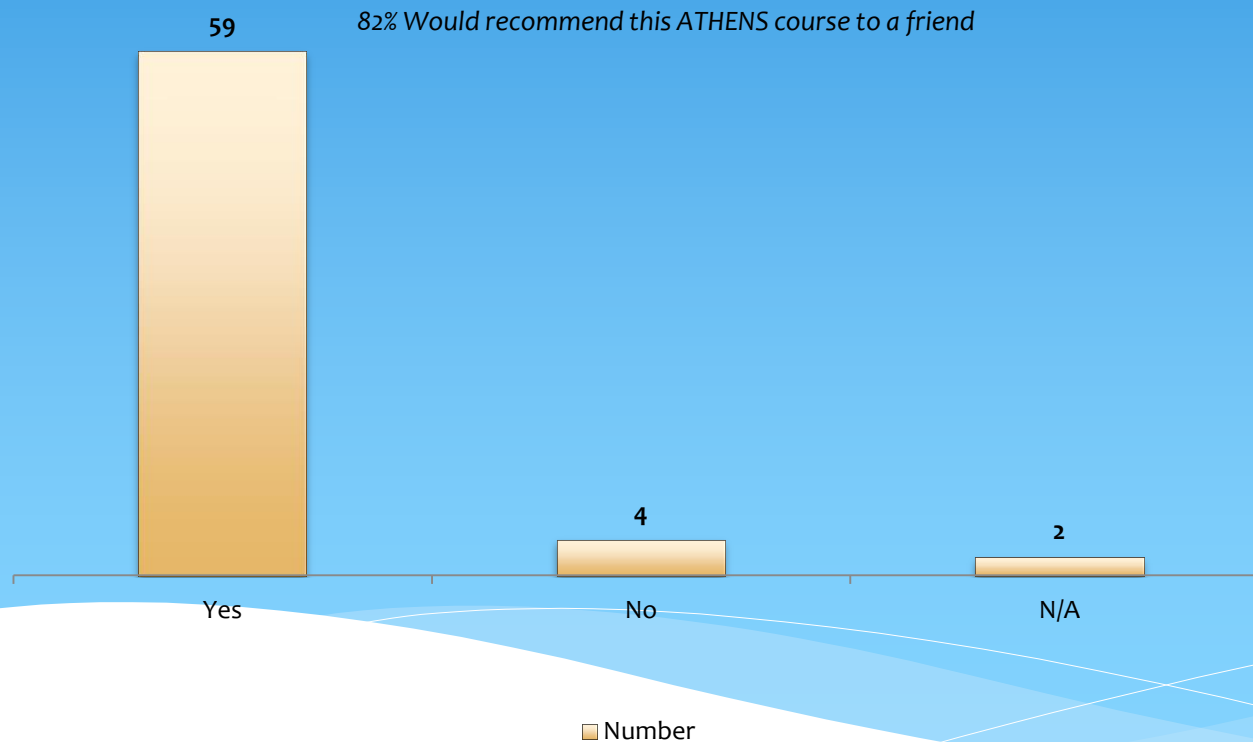 82% Would recommend this ATHENS course to a friend
59
4
2
Yes
No
N/A
Number